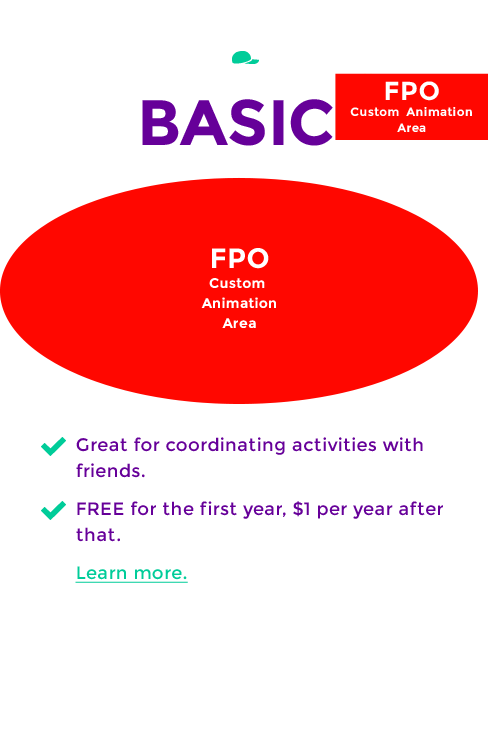 BASIC
FPO
Custom Animation
Area
FPO
Custom
Animation
Area
Great for coordinating activities with
friends.
FREE for the first year, $1 per year after
that.
Learn more.